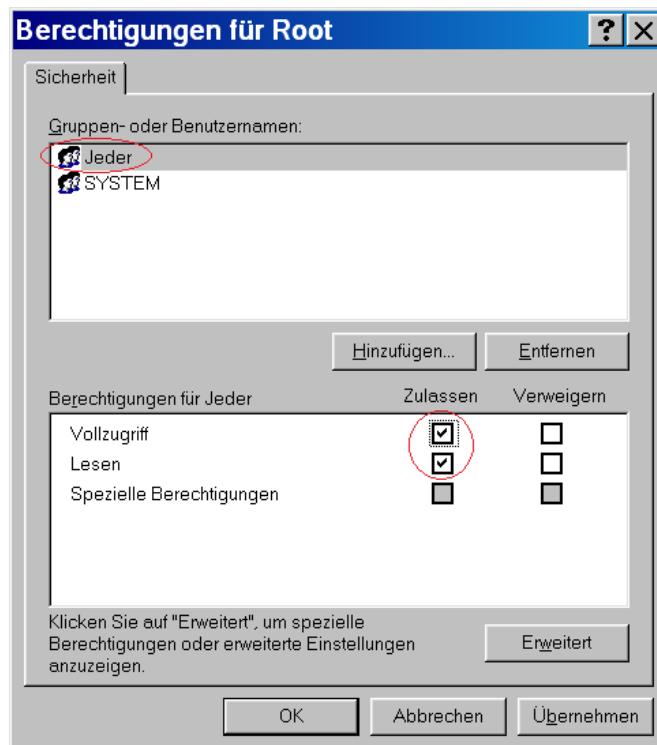 Berechtigungen für Root
Sicherheit
Gruppen- oder Benutzernamen:
Jeder
SYSTEM
Hinzufügen... Entfernen
Berechtigungen für Jeder Zulassen Verweigern
Vollzugriff
Lesen
Spezielle Berechtigungen
Klicken Sie auf "Erweitert", um spezielle
Berechtigungen oder erweiterte Einstellungen
anzuzeigen.
Erweitert
OK Abbrechen Übernehmen